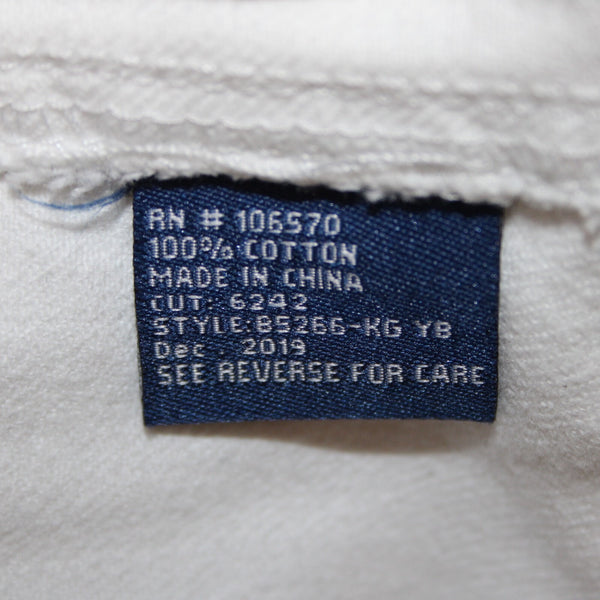 RN # 106570
100% COTTON
MADE IN CHINA
CUT: 6242
STYLE:B5266-KG YB
Dec . 2019
SEE REVERSE FOR CARE